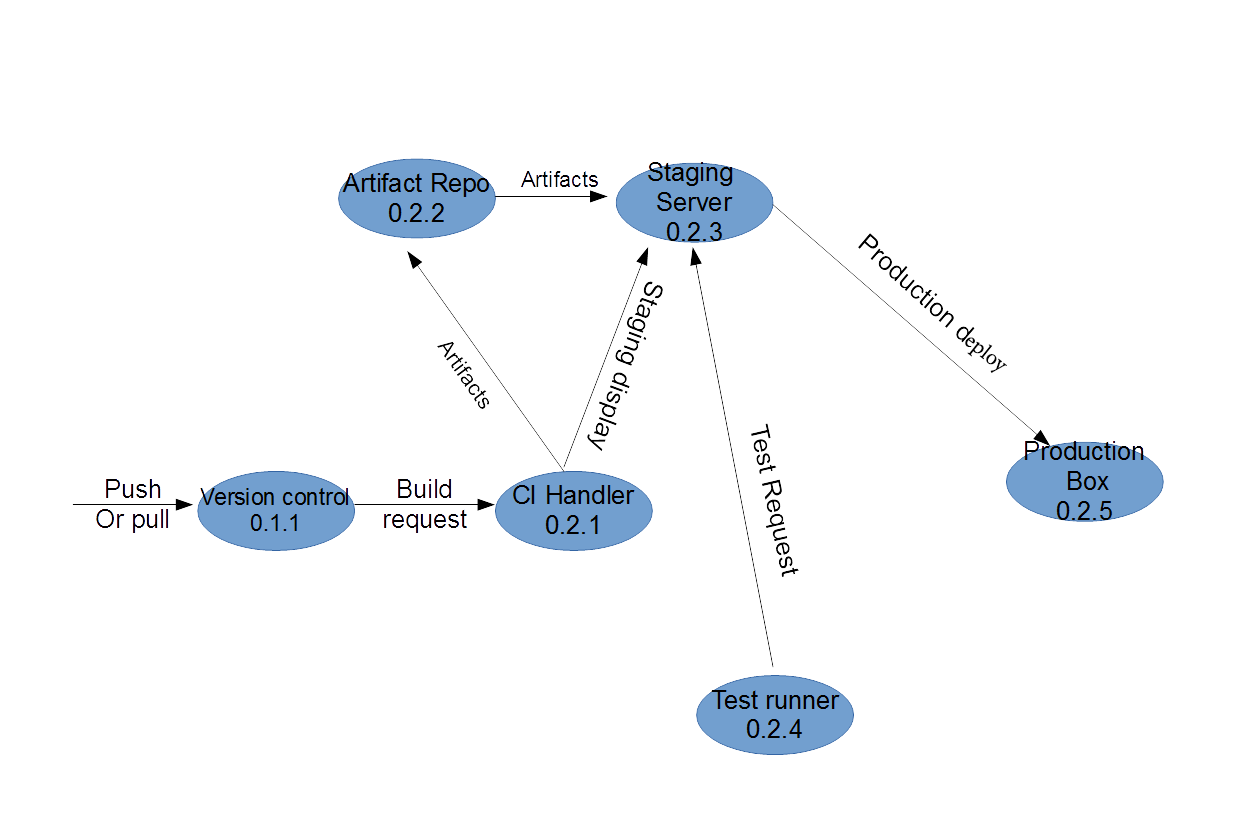 Artifact Repo
0.2.2
Artifacts
Staging
Server
0.2.3
Production deploy
Artifacts
Staging display
Test Request
Push
Or pull
Version control
0.1.1
Build
request
CI Handler
0.2.1
Production
Box
0.2.5
Test runner
0.2.4